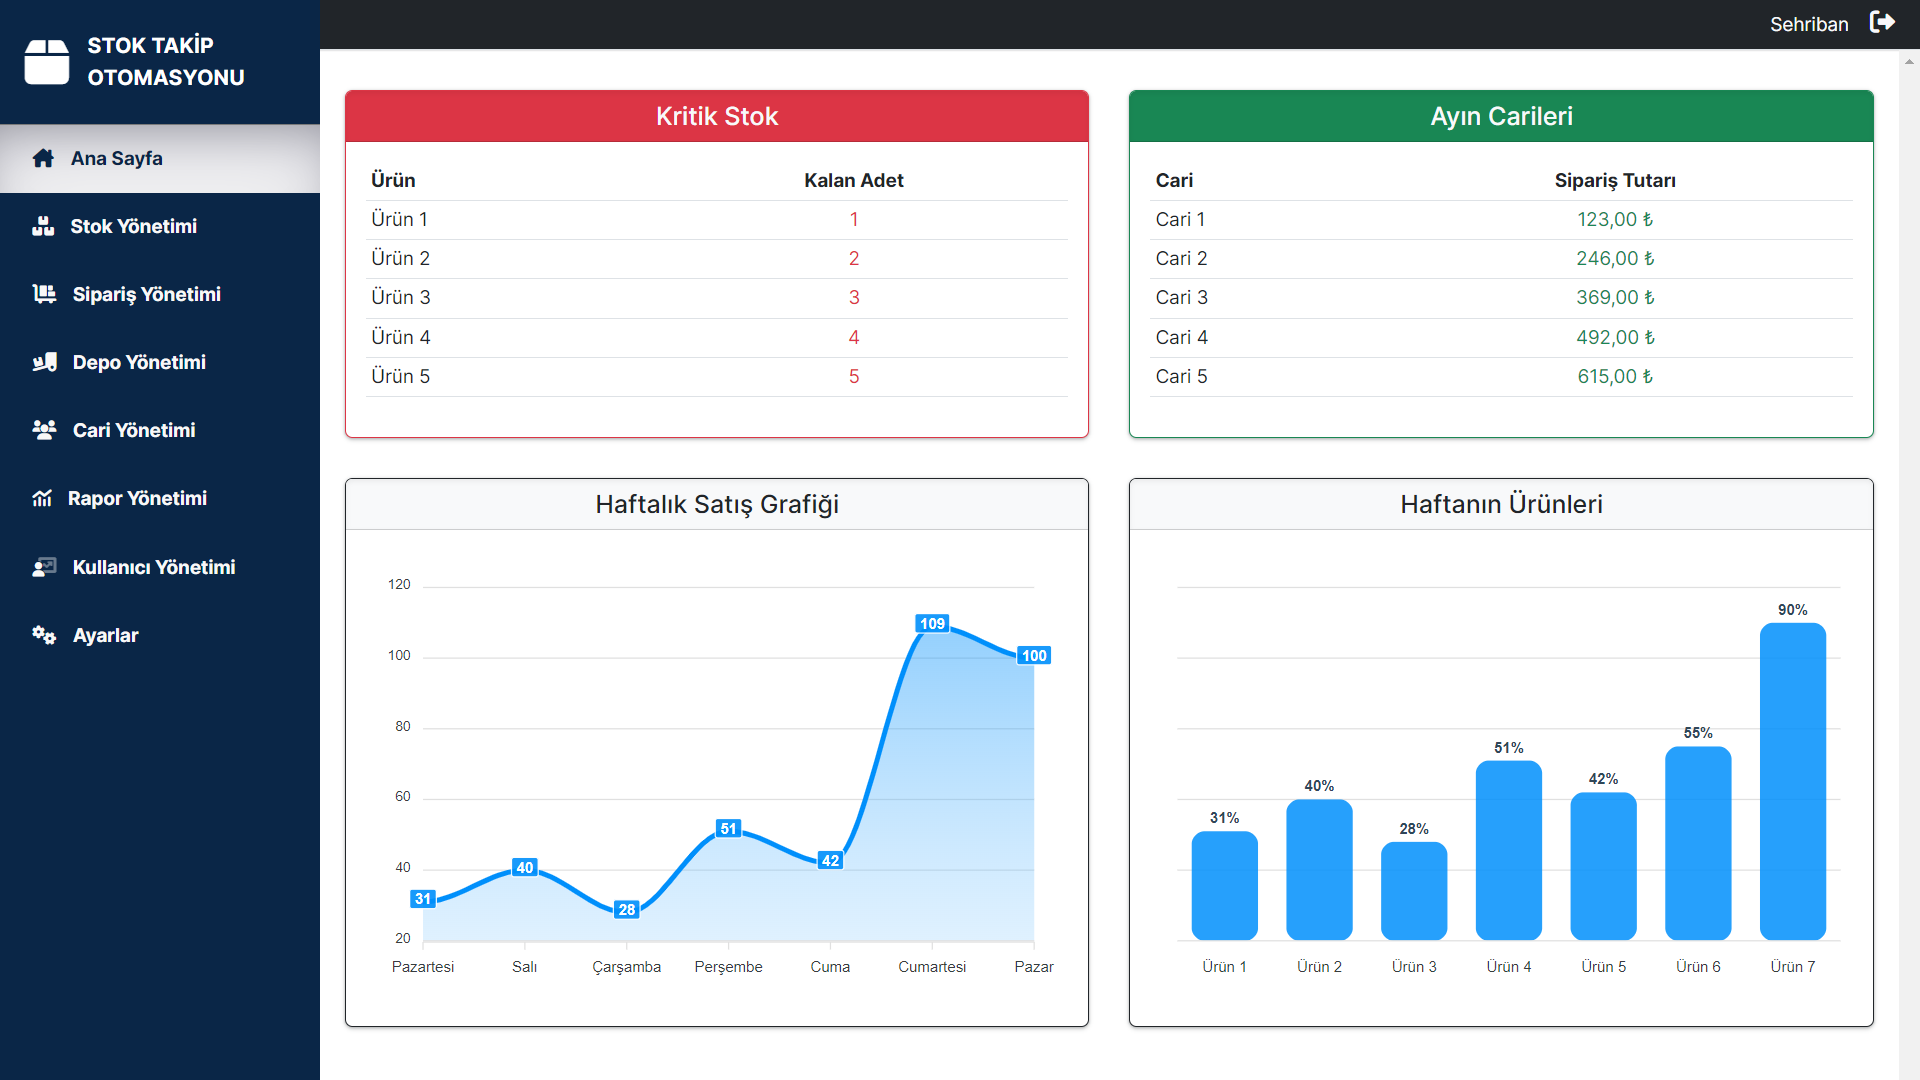 STOK TAKİP
OTOMASYONU
Sehriban
Ana Sayfa
Stok Yönetimi
Sipariş Yönetimi
Depo Yönetimi
Cari Yönetimi
Rapor Yönetimi
Kullanıcı Yönetimi
Ayarlar
Kritik Stok
Ürün Kalan Adet
Ürün 1 1
Ürün 2 2
Ürün 3 3
Ürün 4 4
Ürün 5 5
Ayın Carileri
Cari Sipariş Tutarı
Cari 1 123,00 ₺
Cari 2 246,00 ₺
Cari 3 369,00 ₺
Cari 4 492,00 ₺
Cari 5 615,00 ₺
Haftalık Satış Grafiği
120
100
80
60
40
20
31
40
28
51
42
109
100
Pazartesi Salı Çarşamba Perşembe Cuma Cumartesi Pazar
Haftanın Ürünleri
31%
40%
28%
51%
42%
55%
90%
Ürün 1 Ürün 2 Ürün 3 Ürün 4 Ürün 5 Ürün 6 Ürün 7